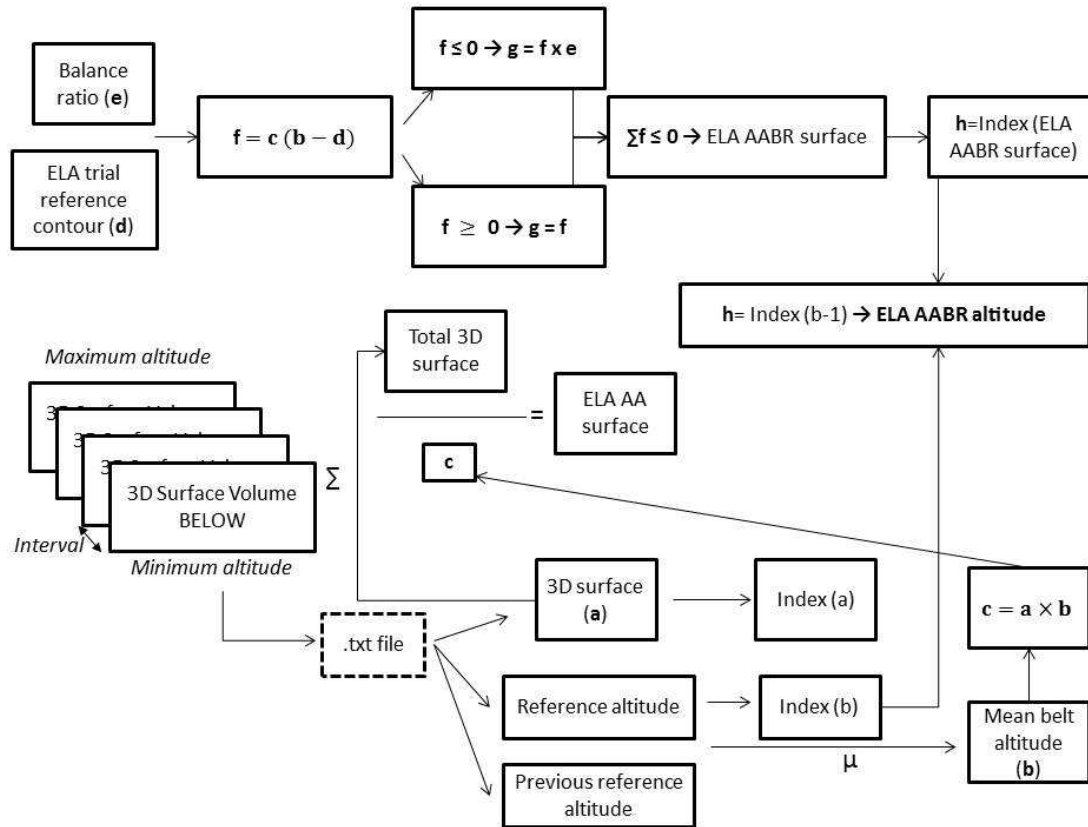 Balance
ratio (e)
ELA trial
reference
contour (d)
f = c (b − d)
f ≤ 0 → g = f x e
f ≥ 0 → g = f
∑f ≤ 0 → ELA AABR surface
h=Index (ELA
AABR surface)
h= Index (b-1) → ELA AABR altitude
Maximum altitude
3D Surface Volume
BELOW
Interval
Minimum altitude
∑
Total 3D
surface
c
=
ELA AA
surface
.txt file
3D surface
(a)
Index (a)
Reference altitude
Index (b)
Previous reference
altitude
μ
Mean belt
altitude
(b)
c = a × b